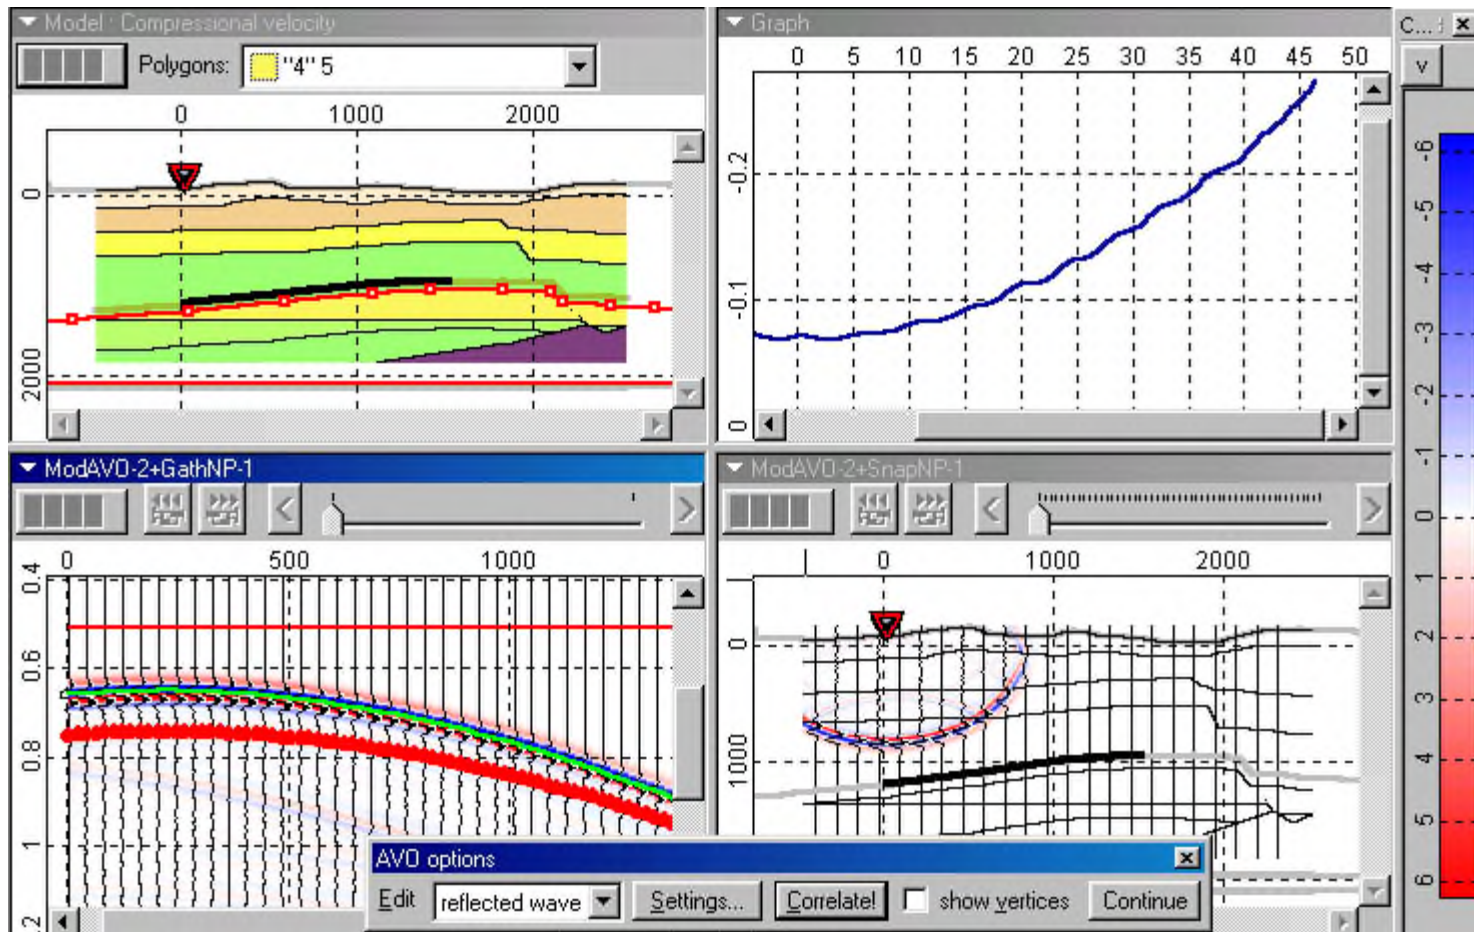 Model : Compressional velocity
Polygons: "4" 5
0 1000 2000
0
2000
Graph
0 5 10 15 20 25 30 35 40 45 50
-0.2
-0.1
0
v
-6
-5
-4
-3
-2
-1
0
1
2
3
4
5
6
ModAVO-2+GathNP-1
0 500 1000
0.4
0.6
0.8
1
ModAVO-2+SnapNP-1
0 1000 2000
0
1000
AVO options
Edit reflected wave Settings... Correlate! show vertices Continue